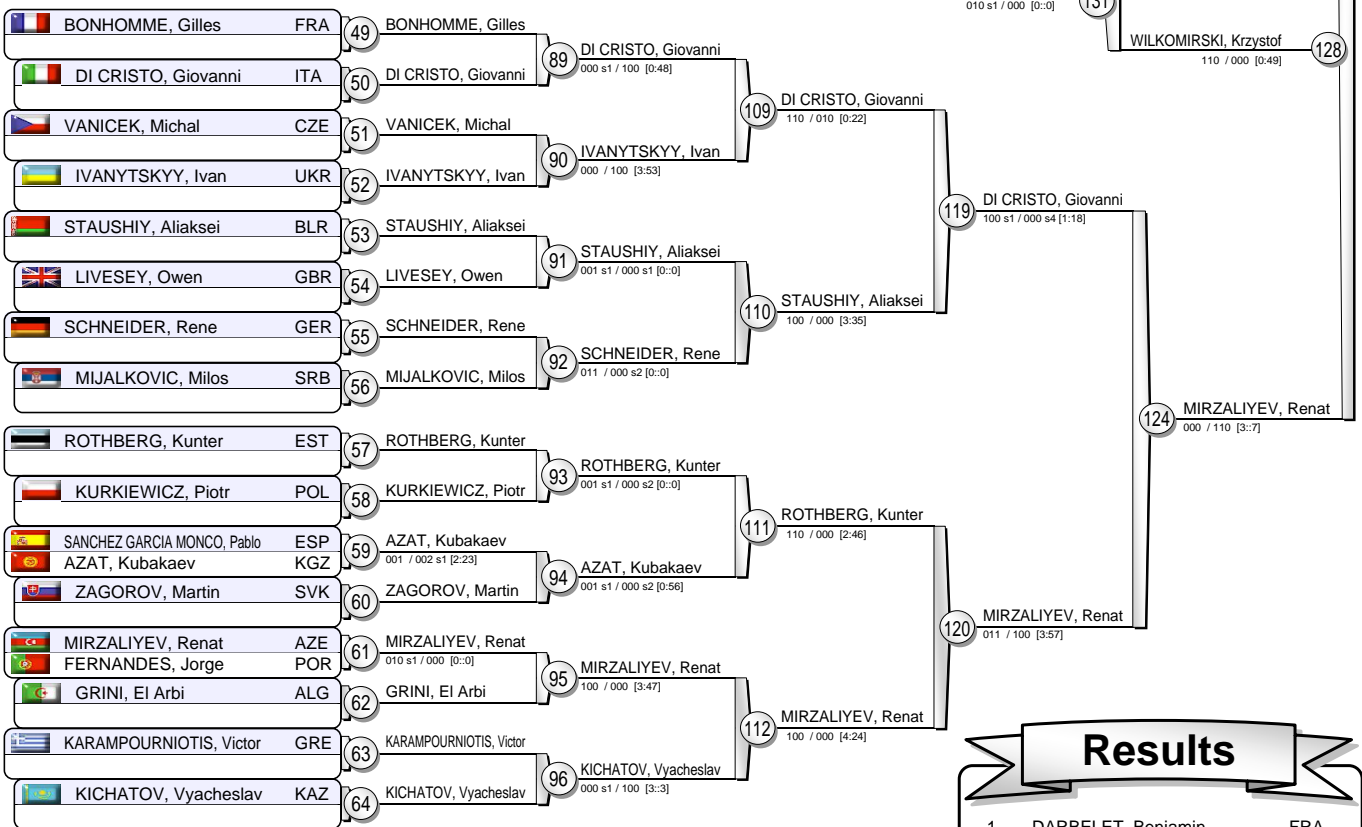 010 s1 / 000 [0::0]
131
WILKOMIRSKI, Krzystof
110 / 000 [0:49]
128
BONHOMME, Gilles FRA
49
BONHOMME, Gilles
DI CRISTO, Giovanni ITA
50
DI CRISTO, Giovanni
89
DI CRISTO, Giovanni
000 s1 / 100 [0:48]
VANICEK, Michal CZE
51
VANICEK, Michal
IVANYTSKYY, Ivan UKR
52
IVANYTSKYY, Ivan
90
IVANYTSKYY, Ivan
000 / 100 [3:53]
109
DI CRISTO, Giovanni
110 / 010 [0:22]
STAUSHIY, Aliaksei BLR
53
STAUSHIY, Aliaksei
LIVESEY, Owen GBR
54
LIVESEY, Owen
91
STAUSHIY, Aliaksei
001 s1 / 000 s1 [0::0]
SCHNEIDER, Rene GER
55
SCHNEIDER, Rene
MIJALKOVIC, Milos SRB
56
MIJALKOVIC, Milos
92
SCHNEIDER, Rene
011 / 000 s2 [0::0]
110
STAUSHIY, Aliaksei
100 / 000 [3:35]
119
DI CRISTO, Giovanni
100 s1 / 000 s4 [1:18]
ROTHBERG, Kunter EST
57
ROTHBERG, Kunter
KURKIEWICZ, Piotr POL
58
KURKIEWICZ, Piotr
93
ROTHBERG, Kunter
001 s1 / 000 s2 [0::0]
SANCHEZ GARCIA MONCO, Pablo ESP
AZAT, Kubakaev KGZ
59
AZAT, Kubakaev
001 / 002 s1 [2:23]
ZAGOROV, Martin SVK
60
ZAGOROV, Martin
94
AZAT, Kubakaev
001 s1 / 000 s2 [0:56]
111
ROTHBERG, Kunter
110 / 000 [2:46]
MIRZALIYEV, Renat AZE
FERNANDES, Jorge POR
61
MIRZALIYEV, Renat
010 s1 / 000 [0::0]
GRINI, El Arbi ALG
62
GRINI, El Arbi
95
MIRZALIYEV, Renat
100 / 000 [3:47]
KARAMPOURNIOTIS, Victor GRE
63
KARAMPOURNIOTIS, Victor
KICHATOV, Vyacheslav KAZ
64
KICHATOV, Vyacheslav
96
KICHATOV, Vyacheslav
000 s1 / 100 [3::3]
112
MIRZALIYEV, Renat
100 / 000 [4:24]
120
MIRZALIYEV, Renat
011 / 100 [3:57]
124
MIRZALIYEV, Renat
000 / 110 [3::7]
Results
1 DARBELET, Benjamin FRA